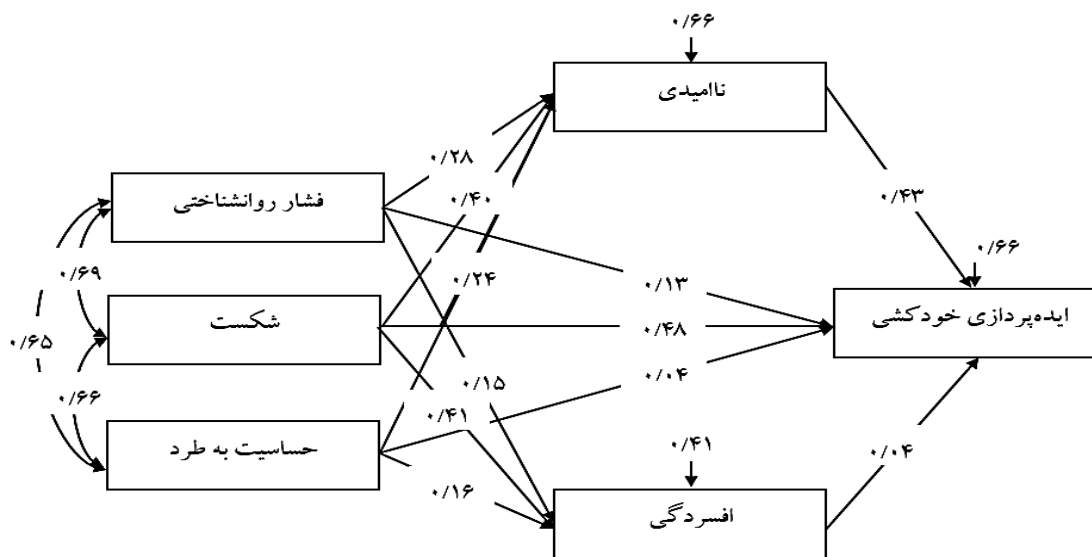 ۰/۶۶
ناامیدی
۰/۲۸
۰/۴۰
۰/۴۳
فشار روانشناختی
۰/۲۴
۰/۶۶
۰/۶۹
۰/۱۳
ایده‌پردازی خودکشی
شکست
۰/۴۸
۰/۶۵
۰/۱۵
۰/۰۴
۰/۶۶
۰/۴۱
حساسیت به طرد
۰/۴۱
۰/۰۴
۰/۱۶
افسردگی